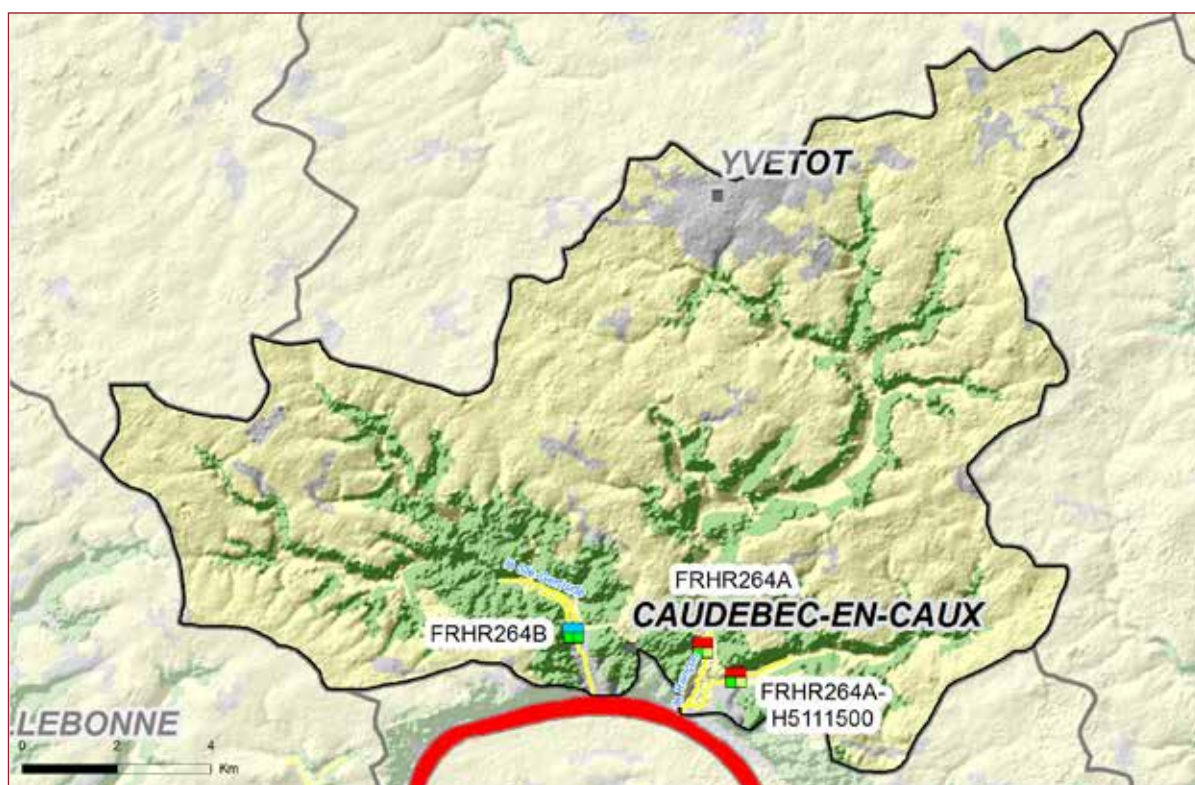 YVETOT
FRHR264A
CAUDEBEC-EN-CAUX
FRHR264B
FRHR264A-
H5111500
LEBONNE
0 2 4
Km